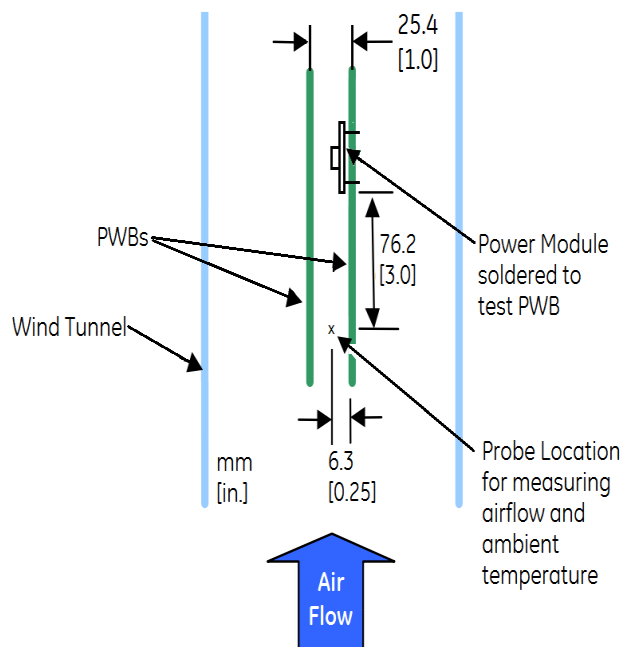 25.4
[1.0]
PWBs
76.2
[3.0]
Power Module
soldered to
test PWB
Wind Tunnel
x
mm
[in.]
6.3
[0.25]
Probe Location
for measuring
airflow and
ambient
temperature
Air
Flow